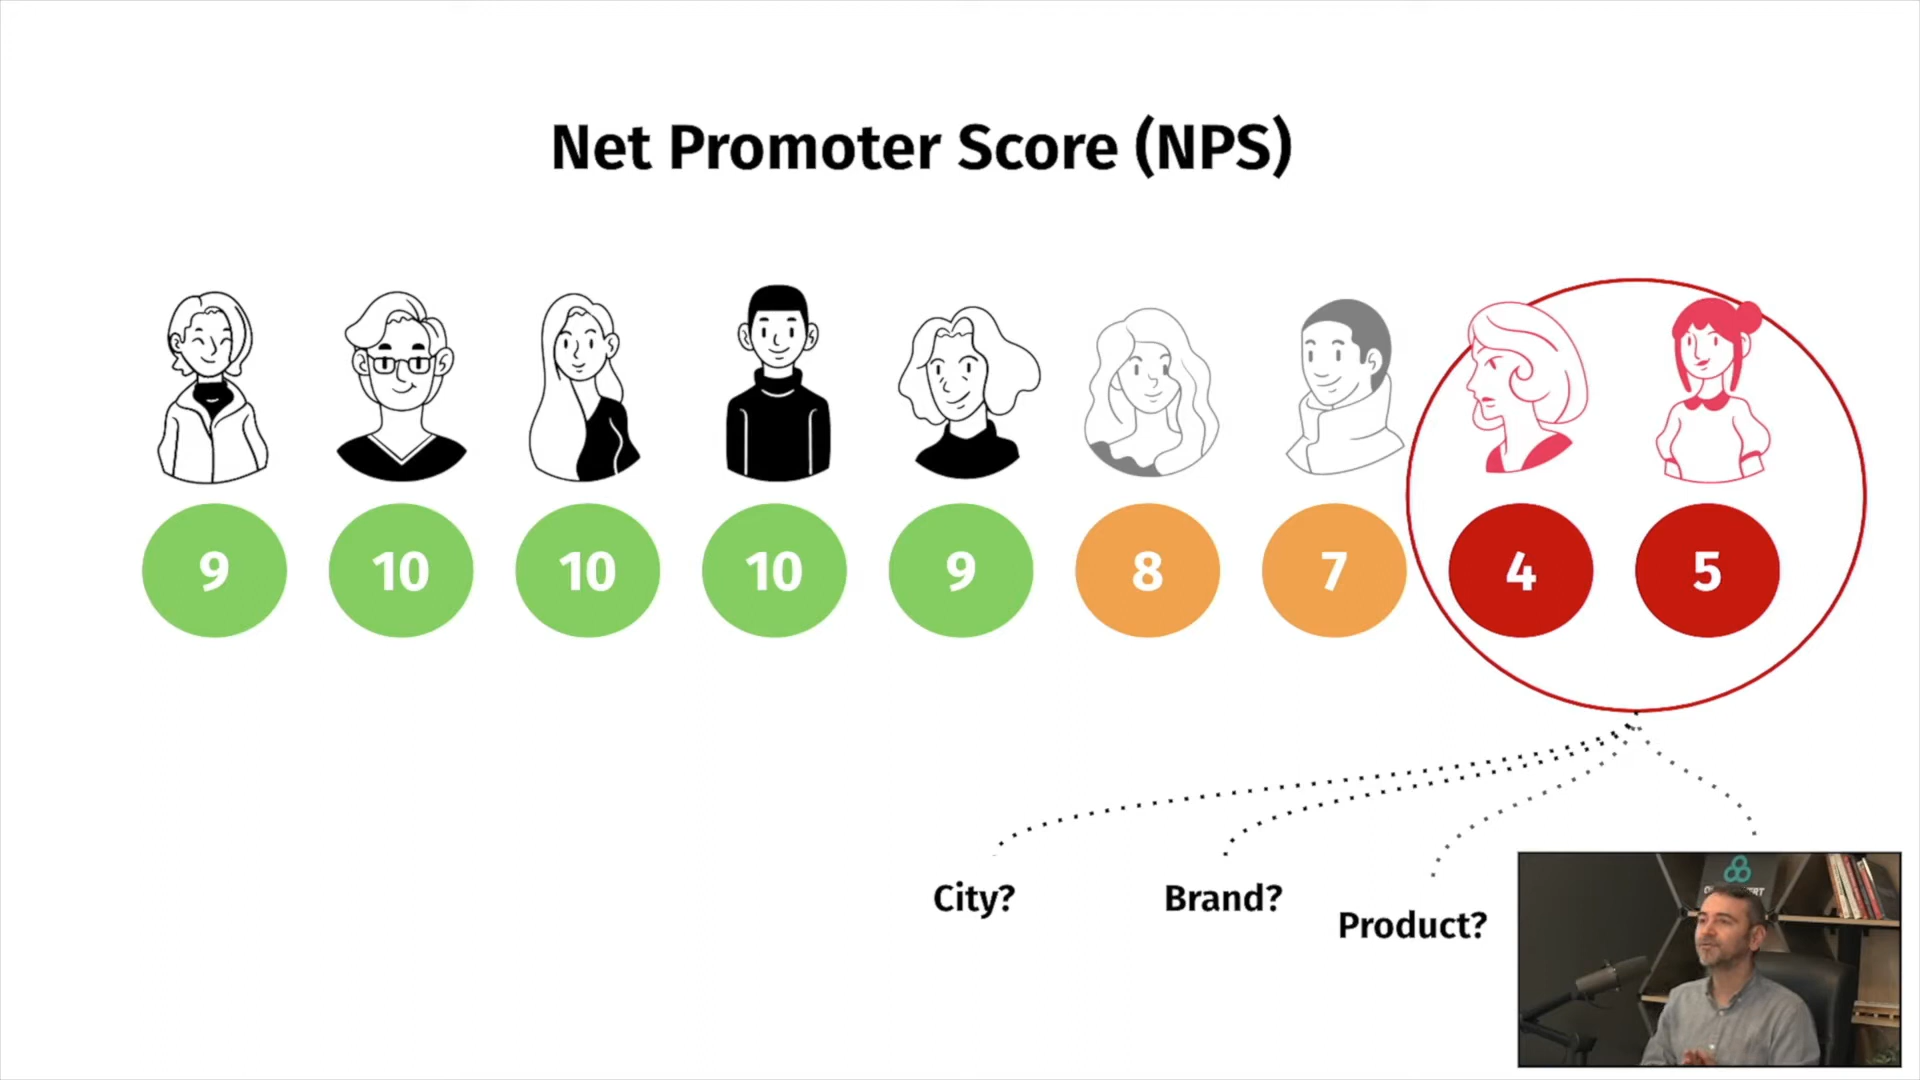 Net Promoter Score (NPS)
9 10 10 10 9 8 7 4 5
City?
Brand?
Product?